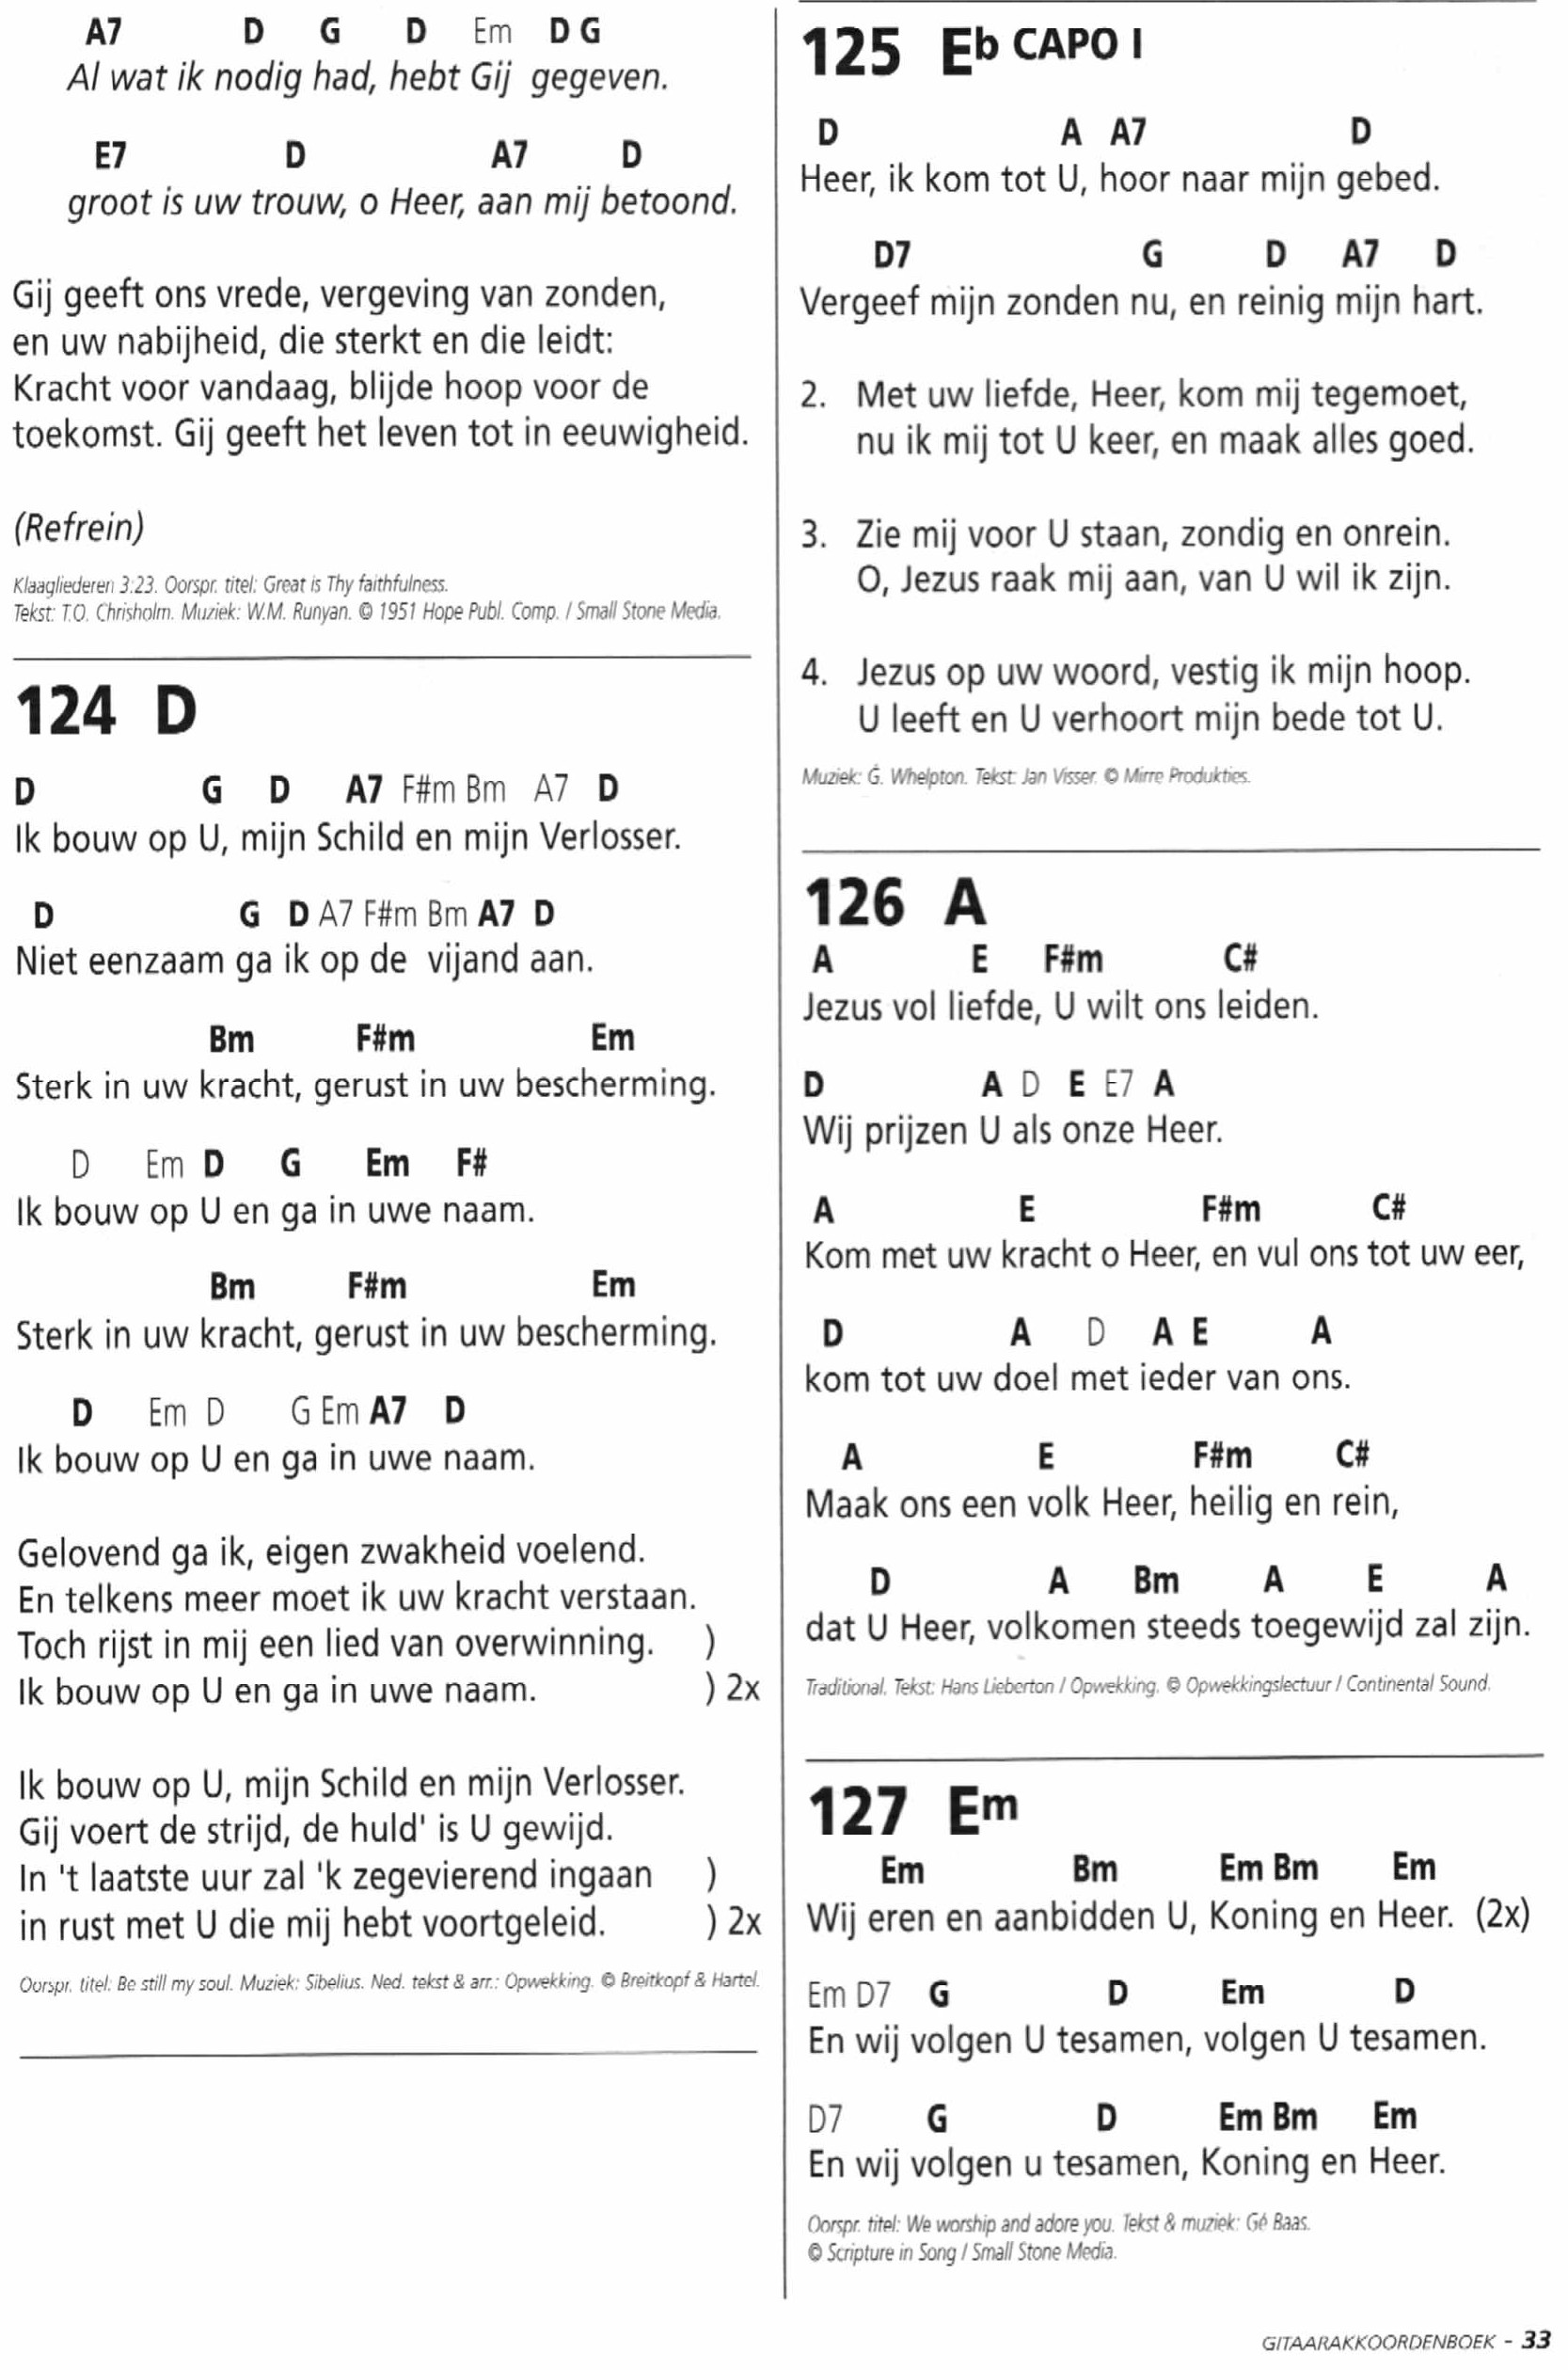 A7 D G D Em D G
Al wat ik nodig had, hebt Gij gegeven.
E7 D A7 D
groot is uw trouw, o Heer, aan mij betoond.
Gij geeft ons vrede, vergeving van zonden,
en uw nabijheid, die sterkt en die leidt:
Kracht voor vandaag, blijde hoop voor de
toekomst. Gij geeft het leven tot in eeuwigheid.
(Refrein)
Klaagliederen 3:23. Oorspr. titel: Great is Thy faithfulness.
Tekst: T.O. Chrisholm. Muziek: W.M. Runyan. © 1951 Hope Publ. Comp. / Small Stone Media.
124 D
D G D A7 F#m Bm A7 D
Ik bouw op U, mijn Schild en mijn Verlosser.
D G D A7 F#m Bm A7 D
Niet eenzaam ga ik op de vijand aan.
Bm F#m Em
Sterk in uw kracht, gerust in uw bescherming.
D Em D G Em F#
Ik bouw op U en ga in uwe naam.
Bm F#m Em
Sterk in uw kracht, gerust in uw bescherming.
D Em D G Em A7 D
Ik bouw op U en ga in uwe naam.
Gelovend ga ik, eigen zwakheid voelend.
En telkens meer moet ik uw kracht verstaan.
Toch rijst in mij een lied van overwinning. )
Ik bouw op U en ga in uwe naam. ) 2x
Ik bouw op U, mijn Schild en mijn Verlosser.
Gij voert de strijd, de huld' is U gewijd.
In 't laatste uur zal 'k zegevierend ingaan )
in rust met U die mij hebt voortgeleid. ) 2x
Oorspr. titel: Be still my soul. Muziek: Sibelius. Ned. tekst & arr.: Opwekking. © Breitkopf & Hartel.
125 Eb CAPO I
D A A7 D
Heer, ik kom tot U, hoor naar mijn gebed.
D7 G D A7 D
Vergeef mijn zonden nu, en reinig mijn hart.
2. Met uw liefde, Heer, kom mij tegemoet,
nu ik mij tot U keer, en maak alles goed.
3. Zie mij voor U staan, zondig en onrein.
O, Jezus raak mij aan, van U wil ik zijn.
4. Jezus op uw woord, vestig ik mijn hoop.
U leeft en U verhoort mijn bede tot U.
Muziek: G. Whelpton. Tekst: Jan Visser. © Mirre Produkties.
126 A
A E F#m C#
Jezus vol liefde, U wilt ons leiden.
D A D E E7 A
Wij prijzen U als onze Heer.
A E F#m C#
Kom met uw kracht o Heer, en vul ons tot uw eer,
D A D A E A
kom tot uw doel met ieder van ons.
A E F#m C#
Maak ons een volk Heer, heilig en rein,
D A Bm A E A
dat U Heer, volkomen steeds toegewijd zal zijn.
Traditional. Tekst: Hans Lieberton / Opwekking. © Opwekkingslectuur / Continental Sound.
127 Em
Em Bm Em Bm Em
Wij eren en aanbidden U, Koning en Heer. (2x)
Em D7 G D Em D
En wij volgen U tesamen, volgen U tesamen.
D7 G D Em Bm Em
En wij volgen u tesamen, Koning en Heer.
Oorspr. titel: We worship and adore you. Tekst & muziek: Gé Baas.
© Scripture in Song / Small Stone Media.
GITAARAKKOORDENBOEK - 33